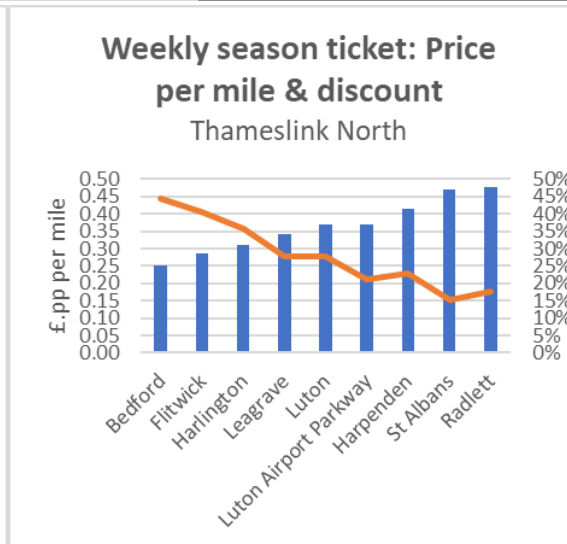 Weekly season ticket: Price
per mile & discount
Thameslink North
£.pp per mile
0.50
0.45
0.40
0.35
0.30
0.25
0.20
0.15
0.10
0.05
0.00
50%
45%
40%
35%
30%
25%
20%
15%
10%
5%
0%
Bedford
Flitwick
Harlington
Leagrave
Luton
Luton Airport Parkway
Harpenden
St Albans
Radlett